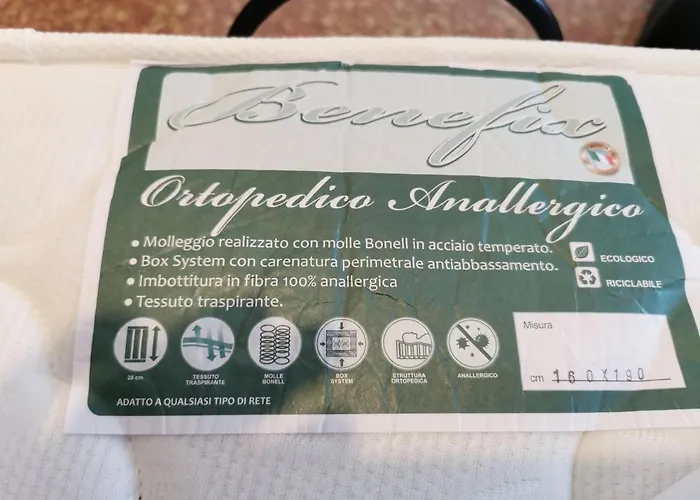 Benefix
Ortopedico Anallergico
• Molleggio realizzato con molle Bonell in acciaio temperato.
• Box System con carenatura perimetrale antiabbassamento.
• Imbottitura in fibra 100% anallergica
• Tessuto traspirante.
ECOLOGICO
RICICLABILE
20 cm
TESSUTO
TRASPIRANTE
MOLLE
BONELL
BOX
SYSTEM
STRUTTURA
ORTOPEDICA
ANALLERGICO
Misura
cm 160X190
ADATTO A QUALSIASI TIPO DI RETE